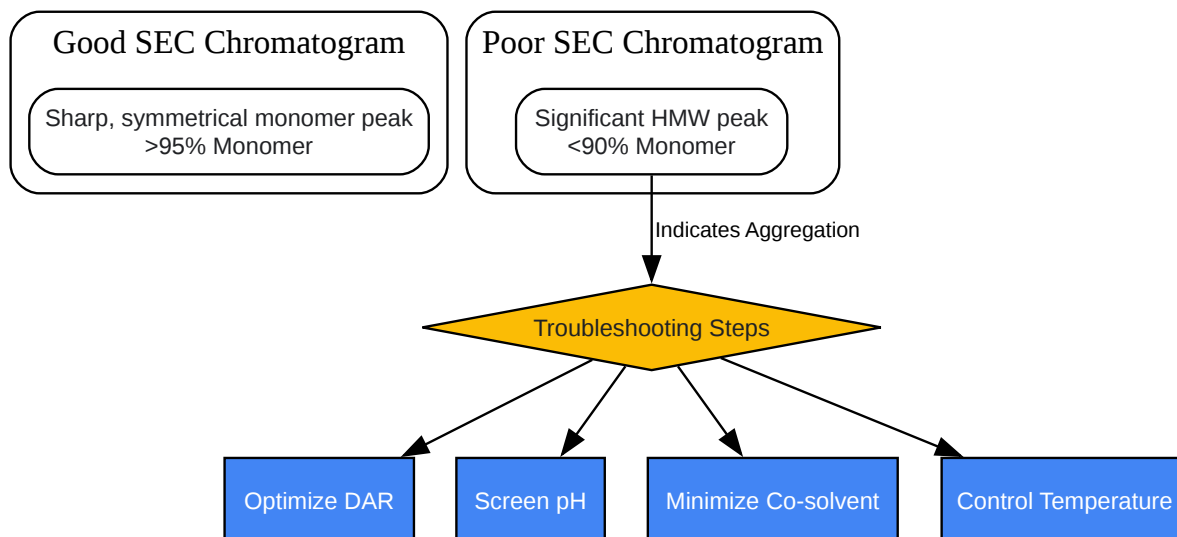 Good SEC Chromatogram
Sharp, symmetrical monomer peak
>95% Monomer
Poor SEC Chromatogram
Significant HMW peak
<90% Monomer
Indicates Aggregation
Troubleshooting Steps
Optimize DAR
Screen pH
Minimize Co-solvent
Control Temperature